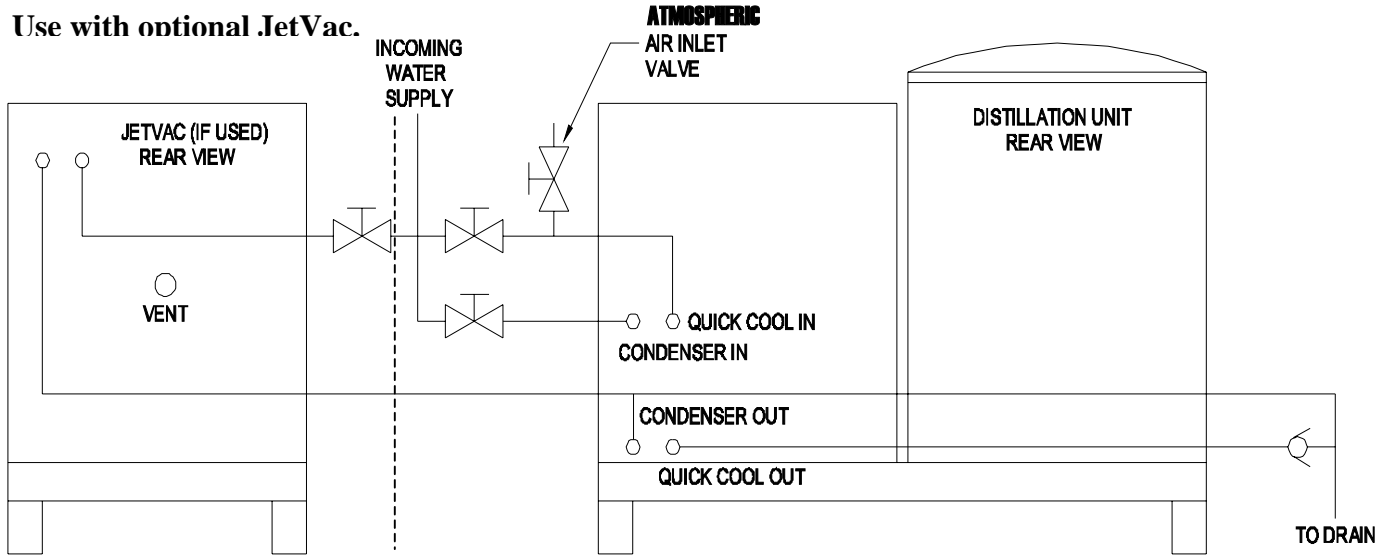 Use with optional JetVac.
ATMOSPHERIC
AIR INLET
VALVE
INCOMING
WATER
SUPPLY
JETVAC (IF USED)
REAR VIEW
DISTILLATION UNIT
REAR VIEW
VENT
QUICK COOL IN
CONDENSER IN
CONDENSER OUT
QUICK COOL OUT
TO DRAIN